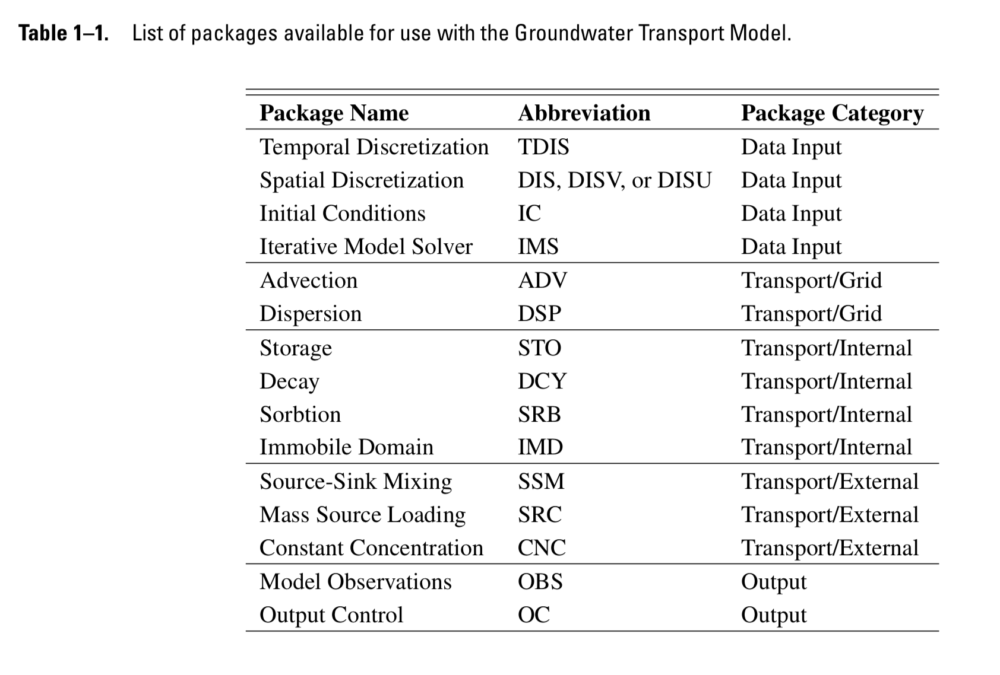 Table 1–1. List of packages available for use with the Groundwater Transport Model.
Package Name Abbreviation Package Category
Temporal Discretization TDIS Data Input
Spatial Discretization DIS, DISV, or DISU Data Input
Initial Conditions IC Data Input
Iterative Model Solver IMS Data Input
Advection ADV Transport/Grid
Dispersion DSP Transport/Grid
Storage STO Transport/Internal
Decay DCY Transport/Internal
Sorbtion SRB Transport/Internal
Immobile Domain IMD Transport/Internal
Source-Sink Mixing SSM Transport/External
Mass Source Loading SRC Transport/External
Constant Concentration CNC Transport/External
Model Observations OBS Output
Output Control OC Output